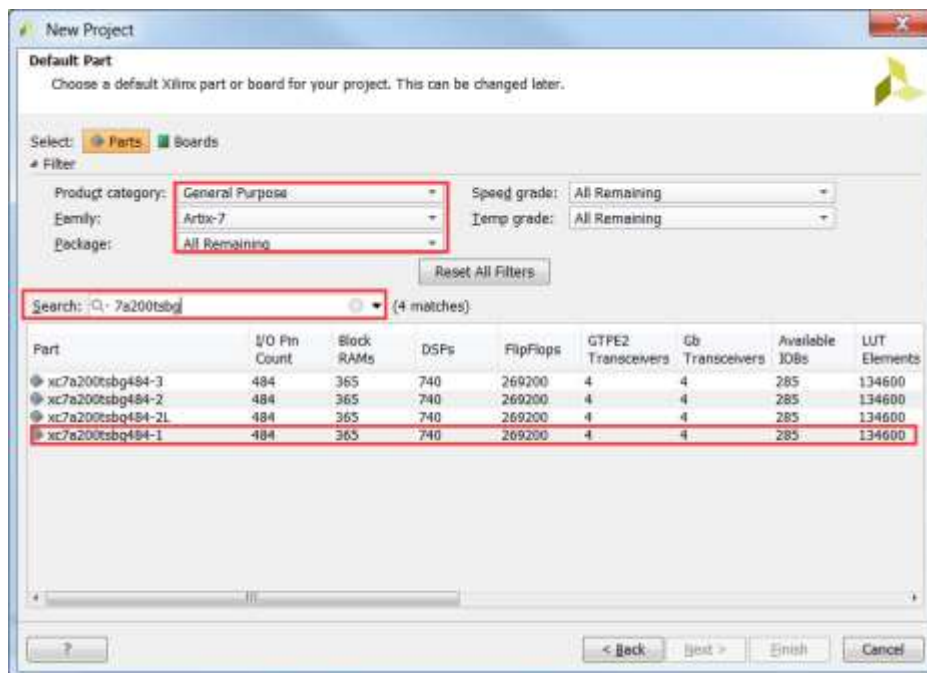 New Project
Default Part
Choose a default Xilinx part or board for your project. This can be changed later.
Select: Parts Boards
Filter
Product category: General Purpose Speed grade: All Remaining
Family: Artix-7 Temp grade: All Remaining
Package: All Remaining
Reset All Filters
Search: 7a200tsbg (4 matches)
Part I/O Pin Count Block RAMs DSPs FlipFlops GTPE2 Transceivers Gb Transceivers Available IOBs LUT Elements
xc7a200tsbg484-3 484 365 740 269200 4 4 285 134600
xc7a200tsbg484-2 484 365 740 269200 4 4 285 134600
xc7a200tsbg484-2L 484 365 740 269200 4 4 285 134600
xc7a200tsbg484-1 484 365 740 269200 4 4 285 134600
? < Back Next > Finish Cancel